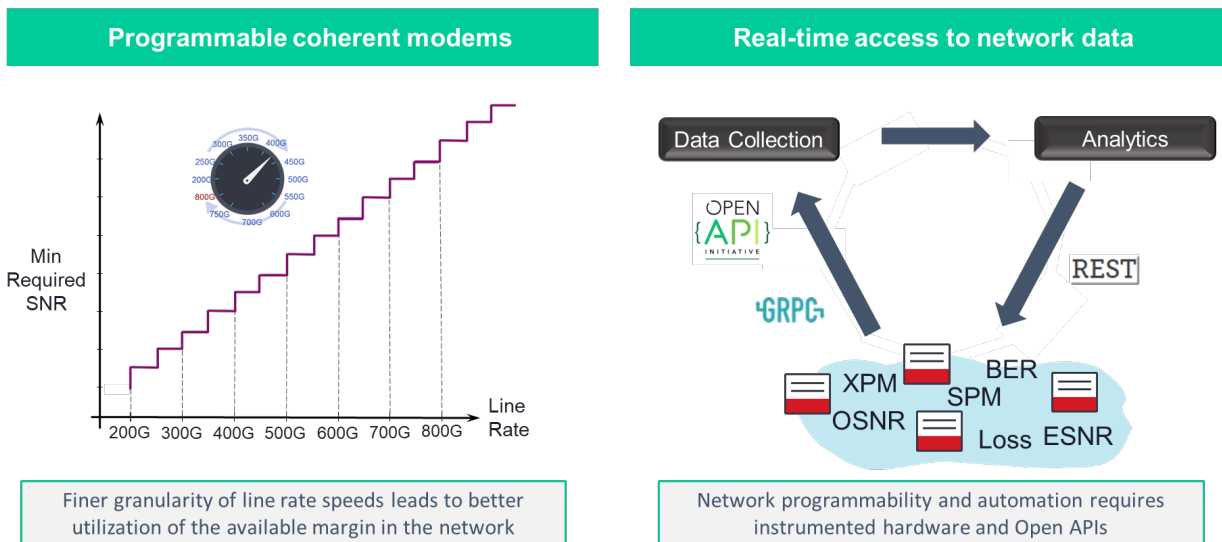 Programmable coherent modems
Min
Required
SNR
350G
300G
400G
250G
450G
200G
500G
800G
550G
750G
600G
700G
200G
300G
400G
500G
600G
700G
800G
Line
Rate
Finer granularity of line rate speeds leads to better
utilization of the available margin in the network
Real-time access to network data
Data Collection
Analytics
OPEN
{API}
INITIATIVE
REST
GRPC
XPM
BER
SPM
OSNR
Loss
ESNR
Network programmability and automation requires
instrumented hardware and Open APIs